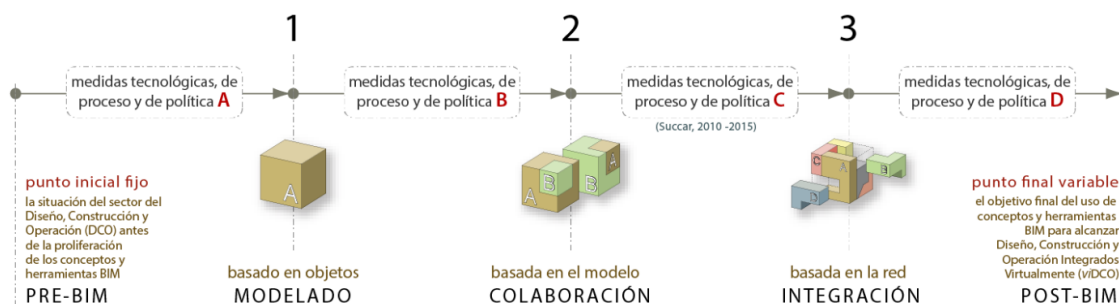 1
2
3
medidas tecnológicas, de
proceso y de política A
medidas tecnológicas, de
proceso y de política B
medidas tecnológicas, de
proceso y de política C
medidas tecnológicas, de
proceso y de política D
(Succar, 2010 -2015)
A
A
B
B
A
C
A
B
D
punto inicial fijo
la situación del sector del
Diseño, Construcción y
Operación (DCO) antes
de la proliferación
de los conceptos y
herramientas BIM
PRE-BIM
basado en objetos
MODELADO
basada en el modelo
COLABORACIÓN
basada en la red
INTEGRACIÓN
punto final variable
el objetivo final del uso de
conceptos y herramientas
BIM para alcanzar
Diseño, Construcción y
Operación Integrados
Virtualmente (viDCO)
POST-BIM